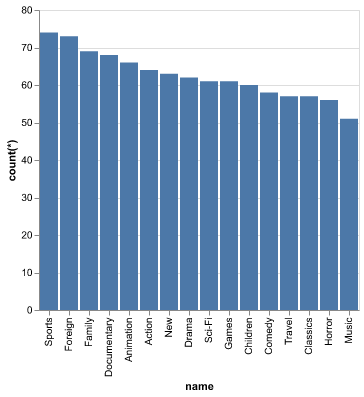 80
70
60
50
40
30
20
10
0
count(*)
Sports
Foreign
Family
Documentary
Animation
Action
New
Drama
Sci-Fi
Games
Children
Comedy
Travel
Classics
Horror
Music
name